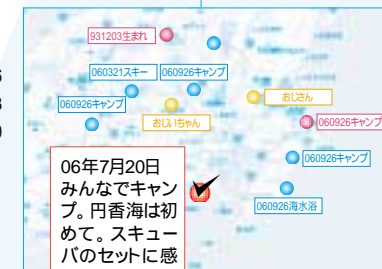 931203生まれ
060321スキー
060926キャンプ
060926キャンプ
おじいちゃん
おじさん
060926キャンプ
060926キャンプ
060926海水浴
06年7月20日
みんなでキャン
プ。円香海は初
めて。スキュー
バのセットに感